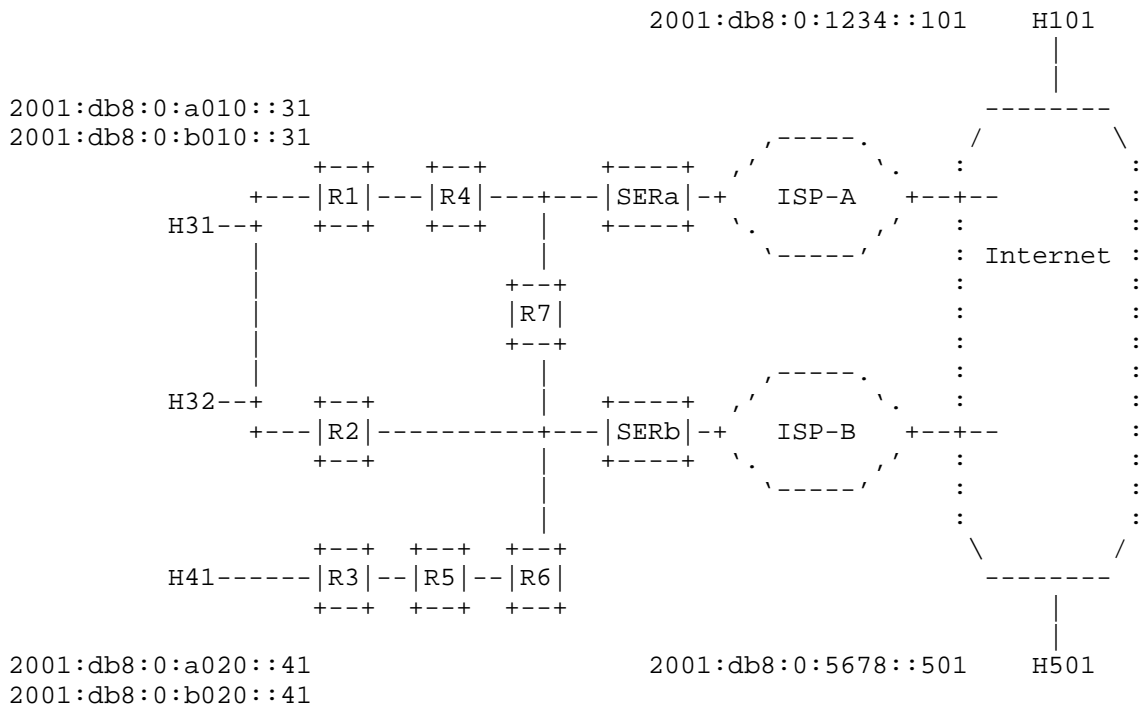 2001:db8:0:1234::101 H101
2001:db8:0:a010::31
2001:db8:0:b010::31
R1 R4 SERa ISP-A
H31
Internet
R7
H32
R2 SERb ISP-B
H41 R3 R5 R6
2001:db8:0:a020::41 2001:db8:0:5678::501 H501
2001:db8:0:b020::41